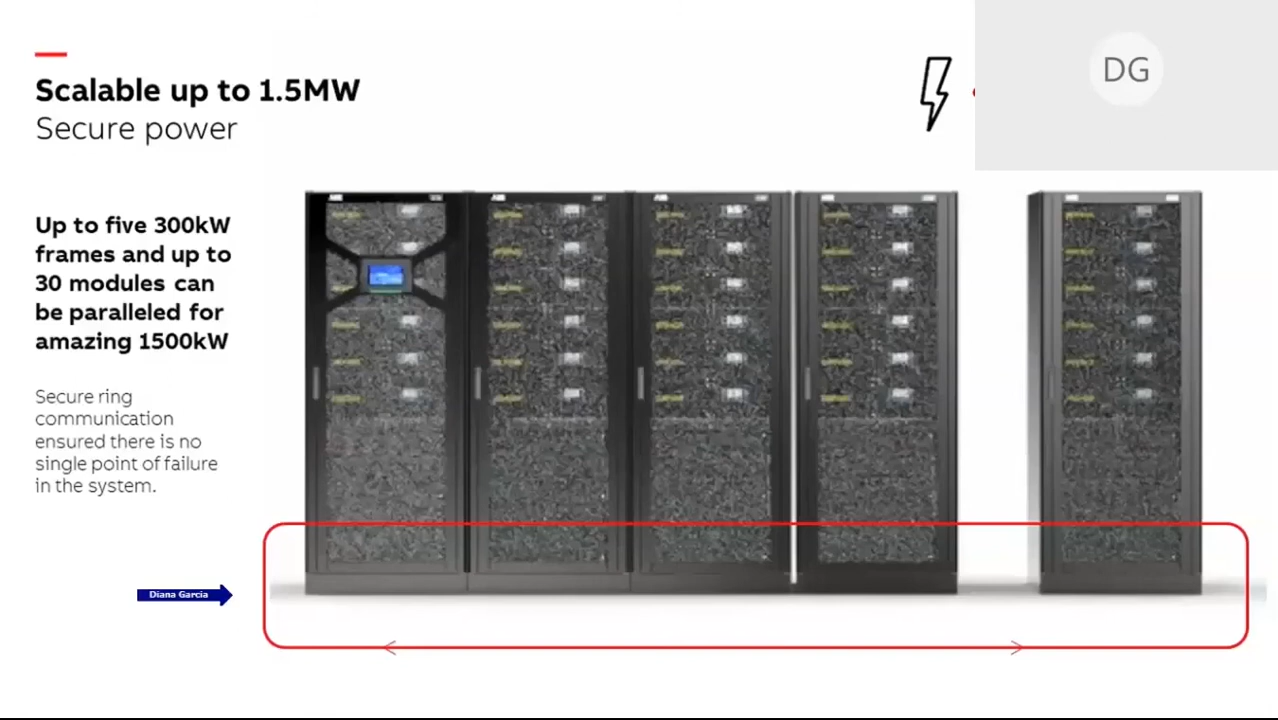 Scalable up to 1.5MW
Secure power
DG
Up to five 300kW
frames and up to
30 modules can
be paralleled for
amazing 1500kW
Secure ring
communication
ensured there is no
single point of failure
in the system.
Diana García